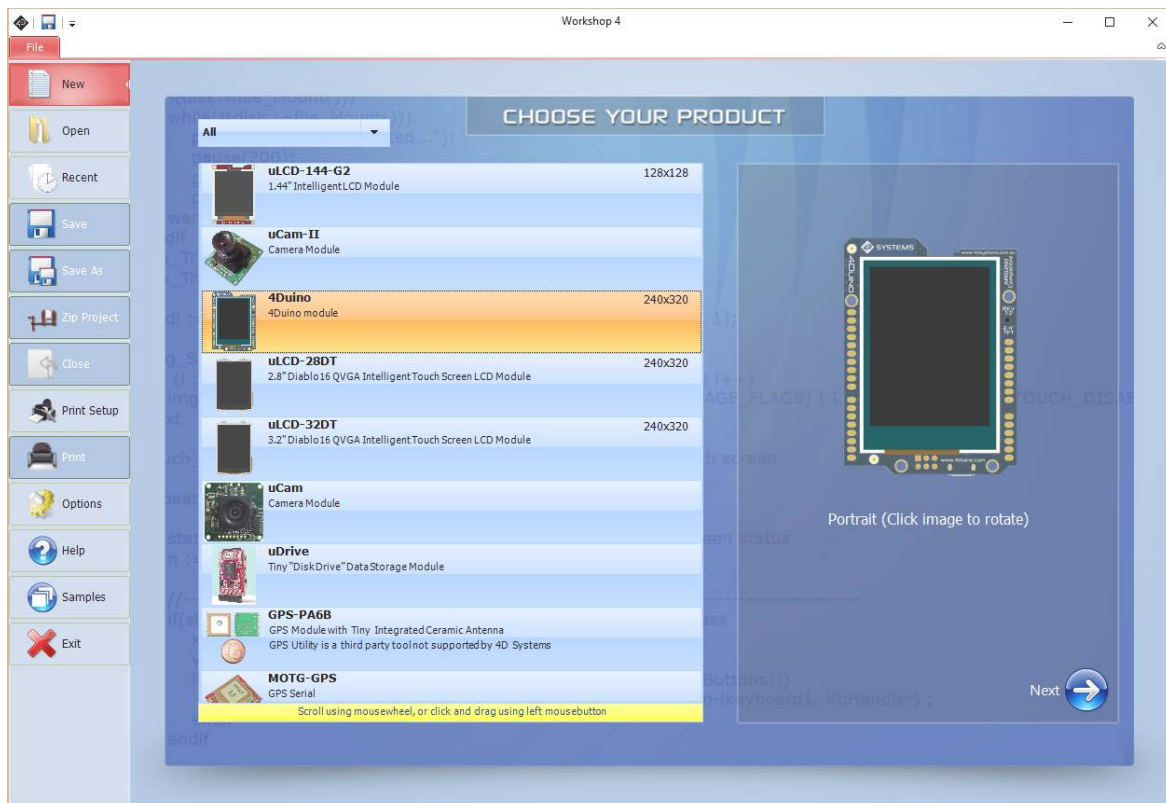 Workshop 4
File
New
Open
Recent
Save
Save As
Zip Project
Close
Print Setup
Print
Options
Help
Samples
Exit
CHOOSE YOUR PRODUCT
All
uLCD-144-G2 128x128
1.44" Intelligent LCD Module
uCam-II
Camera Module
4Duino 240x320
4Duino module
uLCD-28DT 240x320
2.8" Diablo16 QVGA Intelligent Touch Screen LCD Module
uLCD-32DT 240x320
3.2" Diablo16 QVGA Intelligent Touch Screen LCD Module
uCam
Camera Module
uDrive
Tiny "DiskDrive" Data Storage Module
GPS-PA6B
GPS Module with Tiny Integrated Ceramic Antenna
GPS Utility is a third party tool not supported by 4D Systems
MOTG-GPS
GPS Serial
Scroll using mousewheel, or click and drag using left mousebutton
SYSTEMS
4DUINO
Portrait (Click image to rotate)
Next